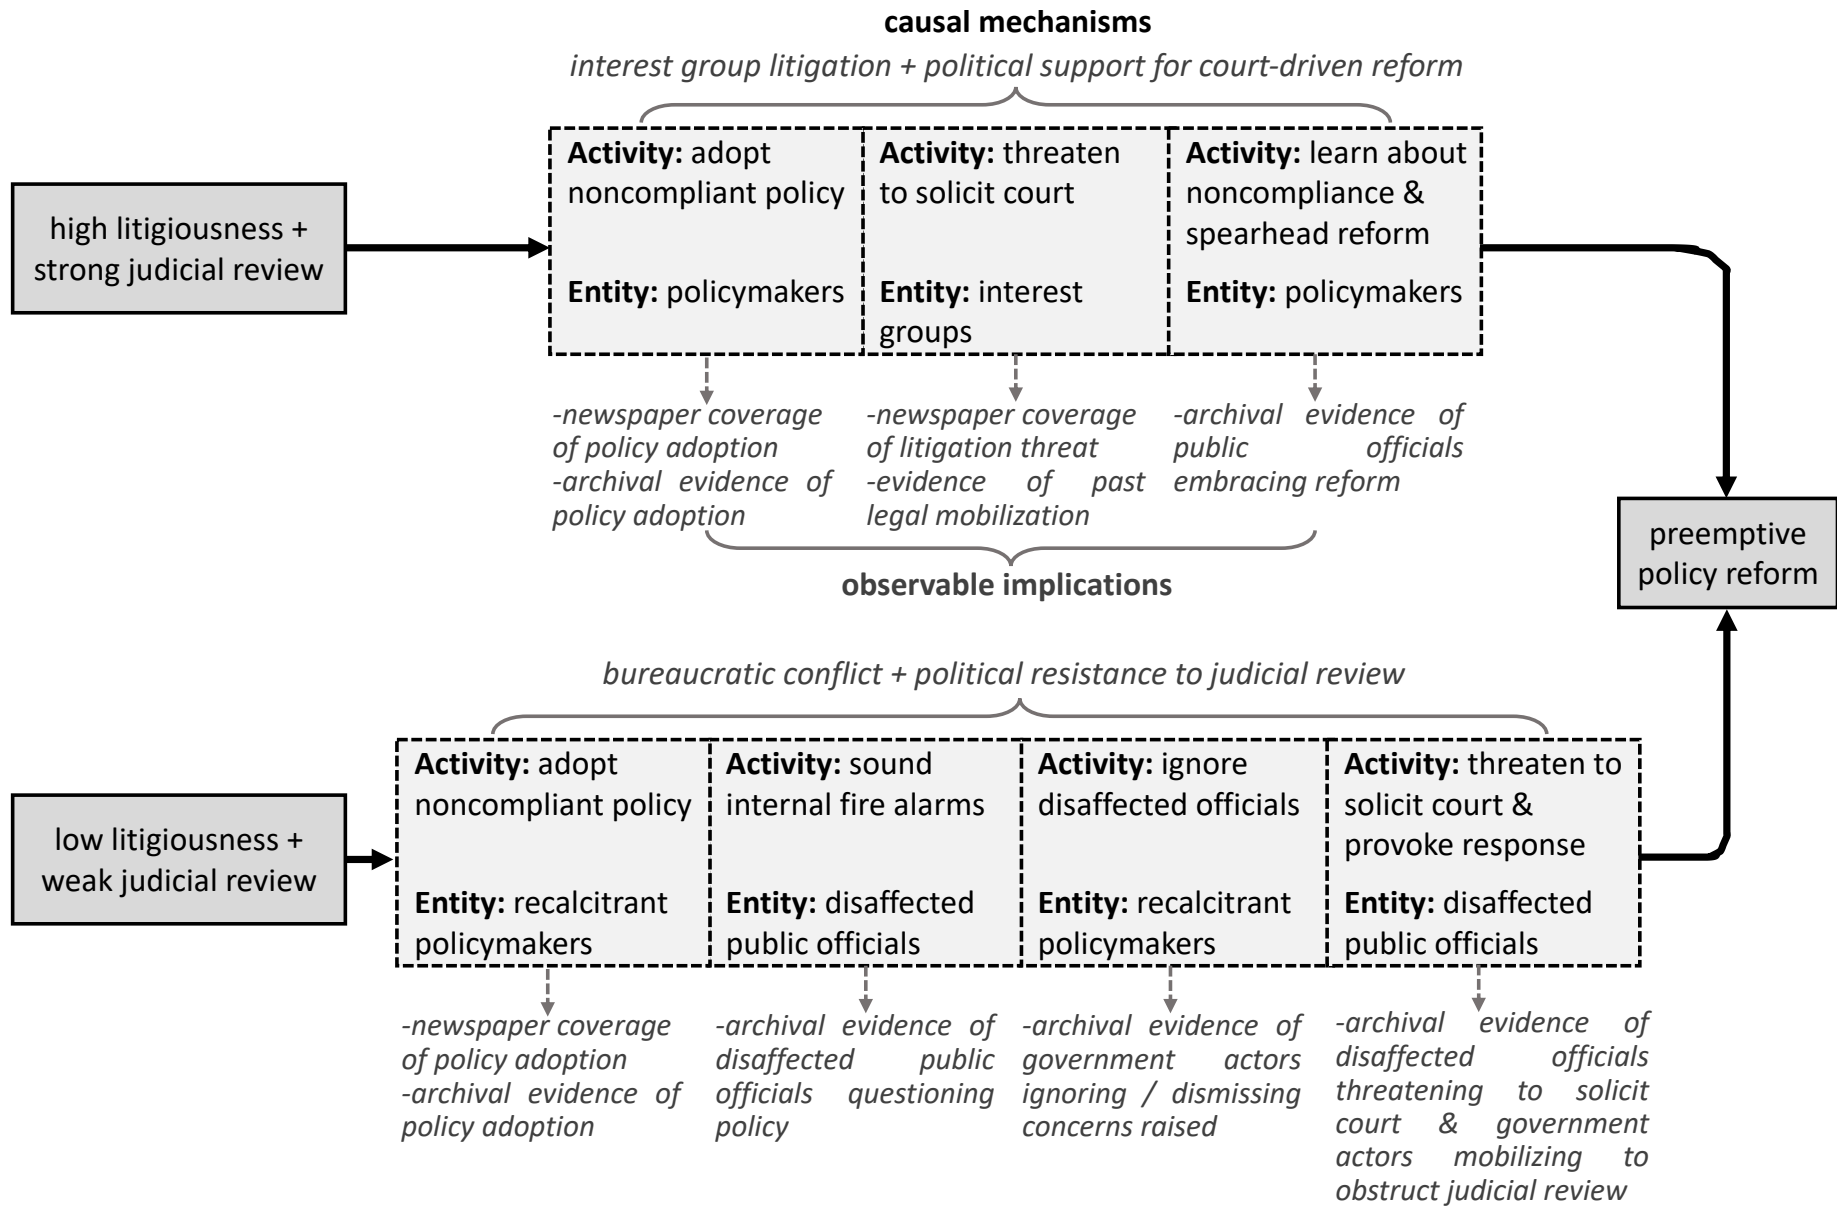 causal mechanisms
interest group litigation + political support for court-driven reform
high litigiousness +
strong judicial review
Activity: adopt
noncompliant policy
Entity: policymakers
Activity: threaten
to solicit court
Entity: interest
groups
Activity: learn about
noncompliance &
spearhead reform
Entity: policymakers
-newspaper coverage
of policy adoption
-archival evidence of
policy adoption
-newspaper coverage
of litigation threat
-evidence of past
legal mobilization
-archival evidence of
public officials
embracing reform
observable implications
preemptive
policy reform
bureaucratic conflict + political resistance to judicial review
low litigiousness +
weak judicial review
Activity: adopt
noncompliant policy
Entity: recalcitrant
policymakers
Activity: sound
internal fire alarms
Entity: disaffected
public officials
Activity: ignore
disaffected officials
Entity: recalcitrant
policymakers
Activity: threaten to
solicit court &
provoke response
Entity: disaffected
public officials
-newspaper coverage
of policy adoption
-archival evidence of
policy adoption
-archival evidence of
disaffected public
officials questioning
policy
-archival evidence of
government actors
ignoring / dismissing
concerns raised
-archival evidence of
disaffected officials
threatening to solicit
court & government
actors mobilizing to
obstruct judicial review